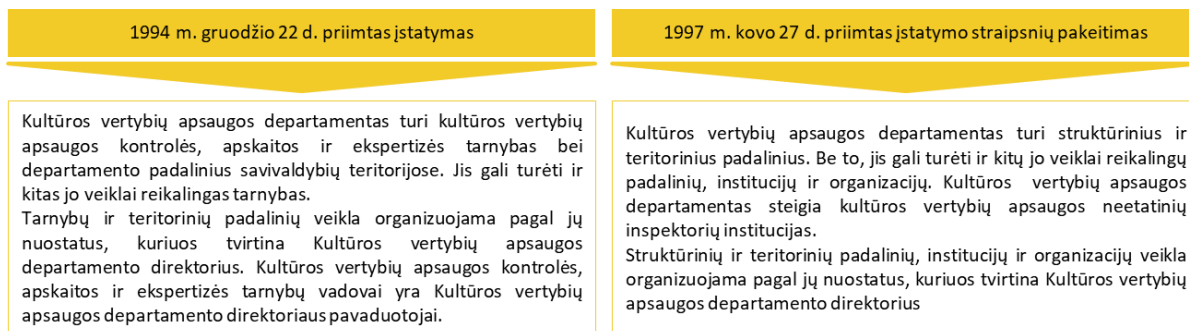 1994 m. gruodžio 22 d. priimtas įstatymas
Kultūros vertybių apsaugos departamentas turi kultūros vertybių
apsaugos kontrolės, apskaitos ir ekspertizės tarnybas bei
departamento padalinius savivaldybių teritorijose. Jis gali turėti ir
kitas jo veiklai reikalingas tarnybas.
Tarnybų ir teritorinių padalinių veikla organizuojama pagal jų
nuostatus, kuriuos tvirtina Kultūros vertybių apsaugos
departamento direktorius. Kultūros vertybių apsaugos kontrolės,
apskaitos ir ekspertizės tarnybų vadovai yra Kultūros vertybių
apsaugos departamento direktoriaus pavaduotojai.
1997 m. kovo 27 d. priimtas įstatymo straipsnių pakeitimas
Kultūros vertybių apsaugos departamentas turi struktūrinius ir
teritorinius padalinius. Be to, jis gali turėti ir kitų jo veiklai reikalingų
padalinių, institucijų ir organizacijų. Kultūros vertybių apsaugos
departamentas steigia kultūros vertybių apsaugos neetatinių
inspektorių institucijas.
Struktūrinių ir teritorinių padalinių, institucijų ir organizacijų veikla
organizuojama pagal jų nuostatus, kuriuos tvirtina Kultūros vertybių
apsaugos departamento direktorius